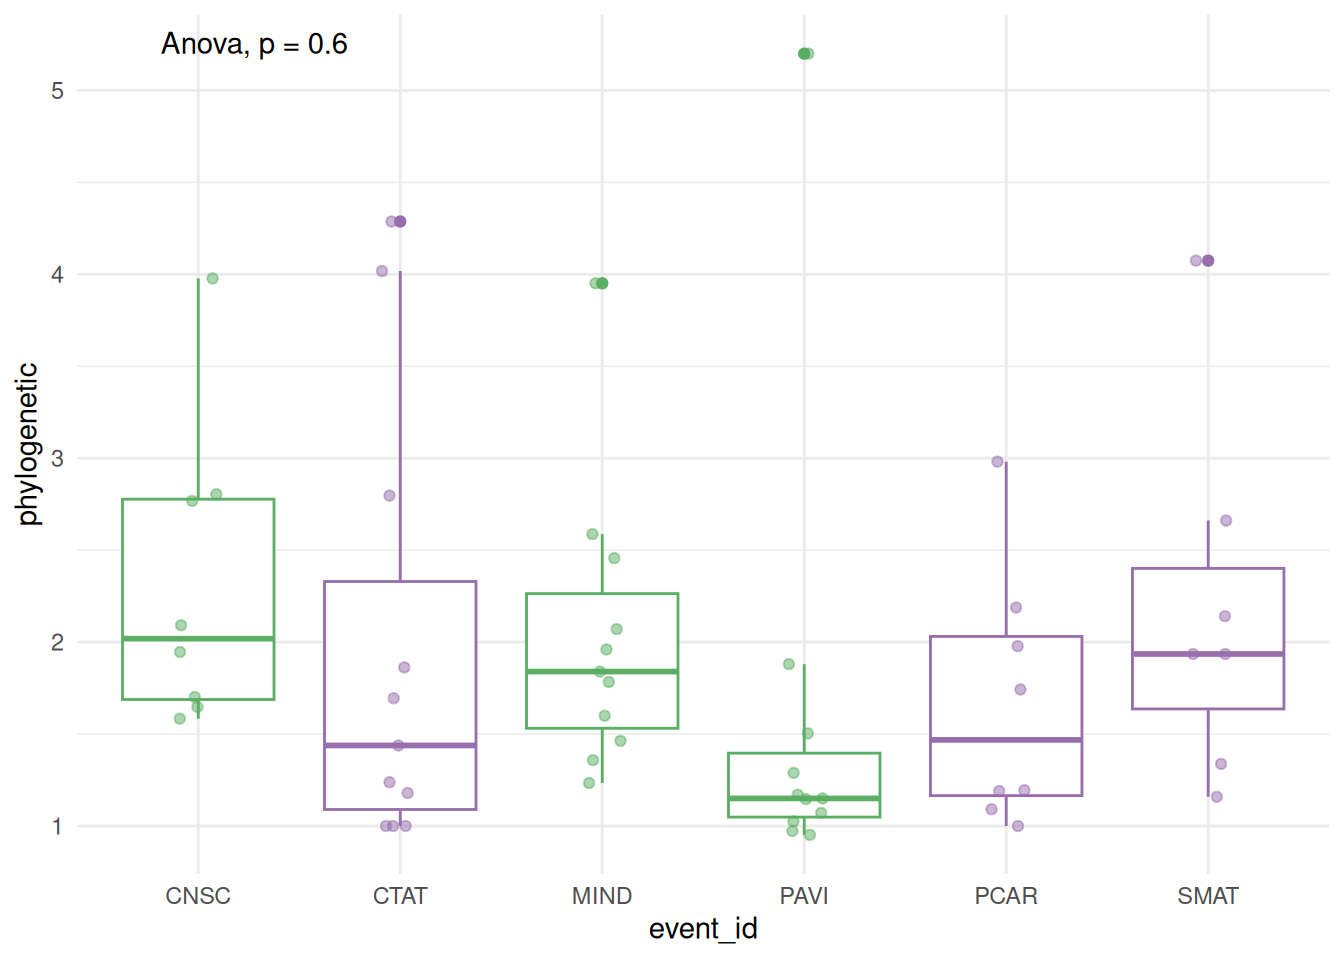 Anova, p = 0.6
5
4
3
2
1
phylogenetic
CNSC CTAT MIND PAVI PCAR SMAT
event_id